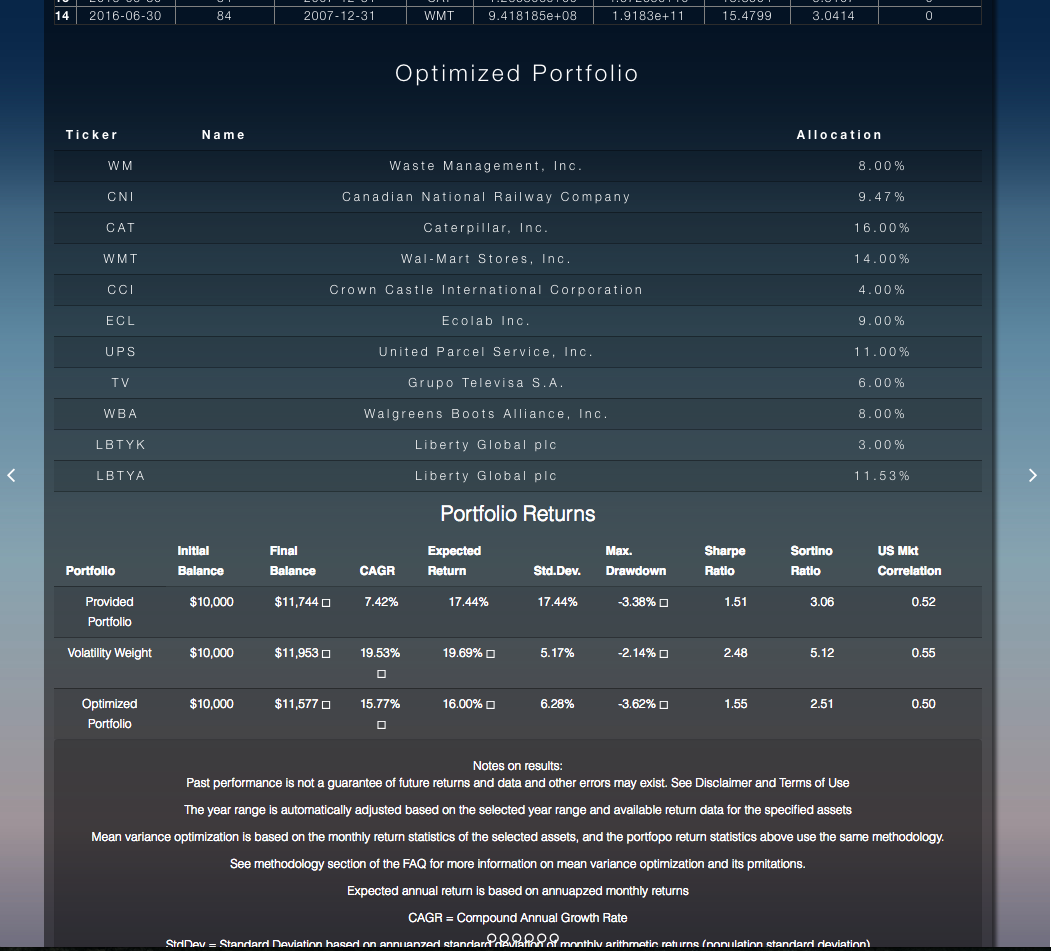 14 2016-06-30 84 2007-12-31 WMT 9.418185e+08 1.9183e+11 15.4799 3.0414 0
Optimized Portfolio
Ticker Name Allocation
WM Waste Management, Inc. 8.00%
CNI Canadian National Railway Company 9.47%
CAT Caterpillar, Inc. 16.00%
WMT Wal-Mart Stores, Inc. 14.00%
CCI Crown Castle International Corporation 4.00%
ECL Ecolab Inc. 9.00%
UPS United Parcel Service, Inc. 11.00%
TV Grupo Televisa S.A. 6.00%
WBA Walgreens Boots Alliance, Inc. 8.00%
LBTYK Liberty Global plc 3.00%
LBTYA Liberty Global plc 11.53%
Portfolio Returns
Initial Final Expected Max. Sharpe Sortino US Mkt
Portfolio Balance Balance CAGR Return Std.Dev. Drawdown Ratio Ratio Correlation
Provided $10,000 $11,744 7.42% 17.44% 17.44% -3.38% 1.51 3.06 0.52
Portfolio
Volatility Weight $10,000 $11,953 19.53% 19.69% 5.17% -2.14% 2.48 5.12 0.55
Optimized $10,000 $11,577 15.77% 16.00% 6.28% -3.62% 1.55 2.51 0.50
Portfolio
Notes on results:
Past performance is not a guarantee of future returns and data and other errors may exist. See Disclaimer and Terms of Use
The year range is automatically adjusted based on the selected year range and available return data for the specified assets
Mean variance optimization is based on the monthly return statistics of the selected assets, and the portfopo return statistics above use the same methodology.
See methodology section of the FAQ for more information on mean variance optimization and its pmitations.
Expected annual return is based on annuapzed monthly returns
CAGR = Compound Annual Growth Rate
StdDev = Standard Deviation based on annuapzed standard deviation of monthly arithmetic returns (population standard deviation)